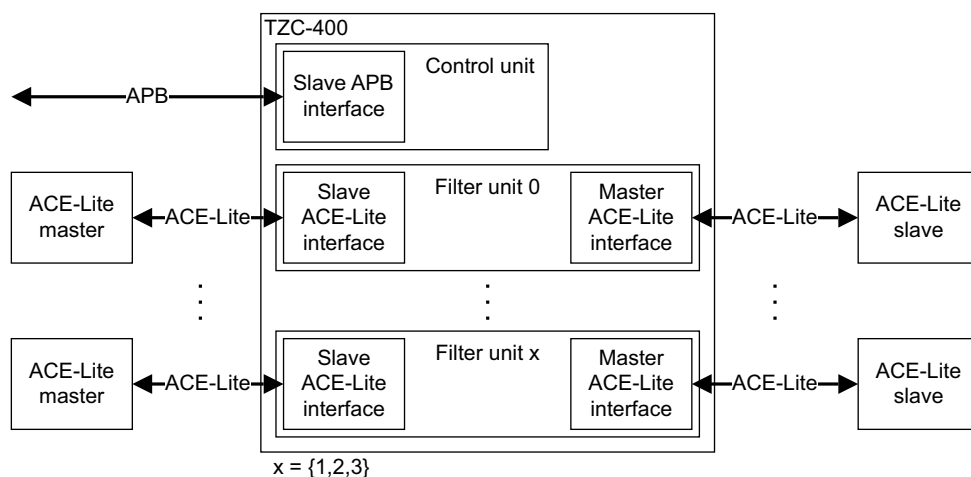 TZC-400
Control unit
Slave APB
interface
APB
Filter unit 0
ACE-Lite
master
ACE-Lite
Slave
ACE-Lite
interface
Master
ACE-Lite
interface
ACE-Lite
ACE-Lite
slave
Filter unit x
ACE-Lite
master
ACE-Lite
Slave
ACE-Lite
interface
Master
ACE-Lite
interface
ACE-Lite
ACE-Lite
slave
x = {1,2,3}